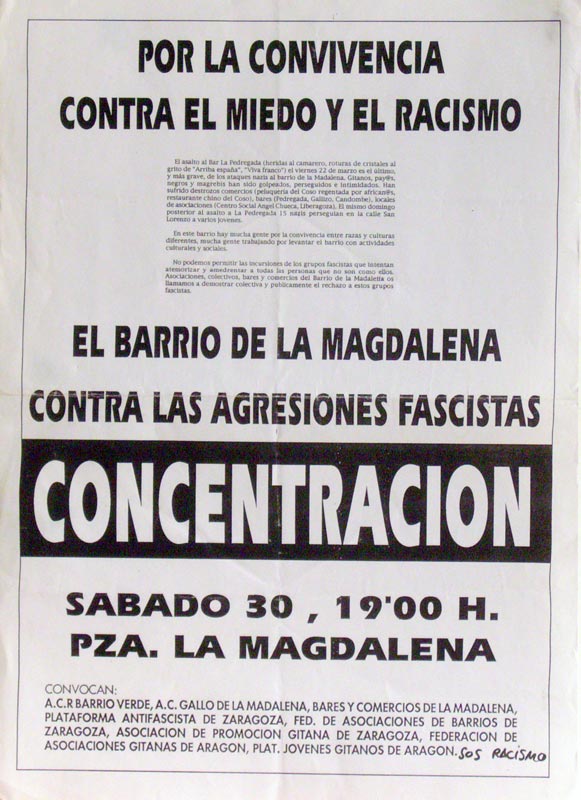 POR LA CONVIVENCIA
CONTRA EL MIEDO Y EL RACISMO
El asalto al Bar La Pedregada (heridas al camarero, roturas de cristales al
grito de "Arriba españa", "Viva franco") el viernes 22 de marzo es el último,
y más grave, de los ataques nazis al barrio de la Madalena. Gitanos, pay@s,
negros y magrebis han sido golpeados, perseguidos e intimidados. Han
sufrido destrozos comercios (peluqueria del Coso regentada por african@s,
restaurante chino del Coso), bares (Pedregada, Gallizo, Candombe), locales
de asociaciones (Centro Social Angel Chueca, Liberagoza). El mismo domingo
posterior al asalto a La Pedregada 15 nazis perseguian en la calle San
Lorenzo a varios jovenes.
En este barrio hay mucha gente por la convivencia entre razas y culturas
diferentes, mucha gente trabajando por levantar el barrio con actividades
culturales y sociales.
No podemos permitir las incursiones de los grupos fascistas que intentan
atemorizar y amedrentar a todas las personas que no son como ellos.
Asociaciones, colectivos, bares y comercios del Barrio de la Madalena os
llamamos a demostrar colectiva y publicamente el rechazo a estos grupos
fascistas.
EL BARRIO DE LA MAGDALENA
CONTRA LAS AGRESIONES FASCISTAS
CONCENTRACION
SABADO 30 , 19'00 H.
PZA. LA MAGDALENA
CONVOCAN:
A.C.R BARRIO VERDE, A.C. GALLO DE LA MADALENA, BARES Y COMERCIOS DE LA MADALENA,
PLATAFORMA ANTIFASCISTA DE ZARAGOZA, FED. DE ASOCIACIONES DE BARRIOS DE
ZARAGOZA, ASOCIACION DE PROMOCION GITANA DE ZARAGOZA, FEDERACION DE
ASOCIACIONES GITANAS DE ARAGON, PLAT. JOVENES GITANOS DE ARAGON. SOS RACISMO